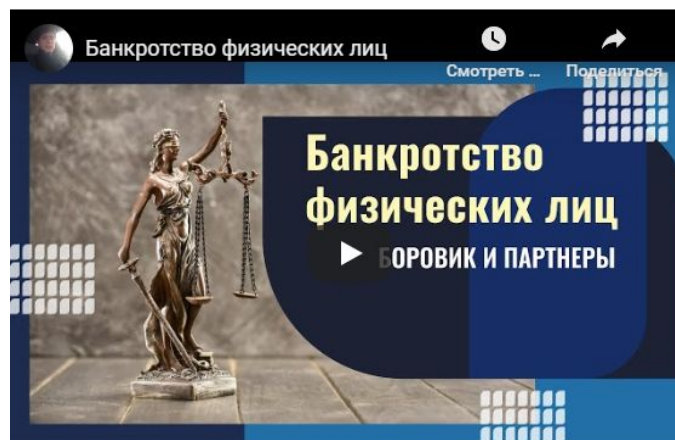 Банкротство физических лиц
Смотреть ...
Поделиться
Банкротство
физических лиц
БОРОВИК И ПАРТНЕРЫ